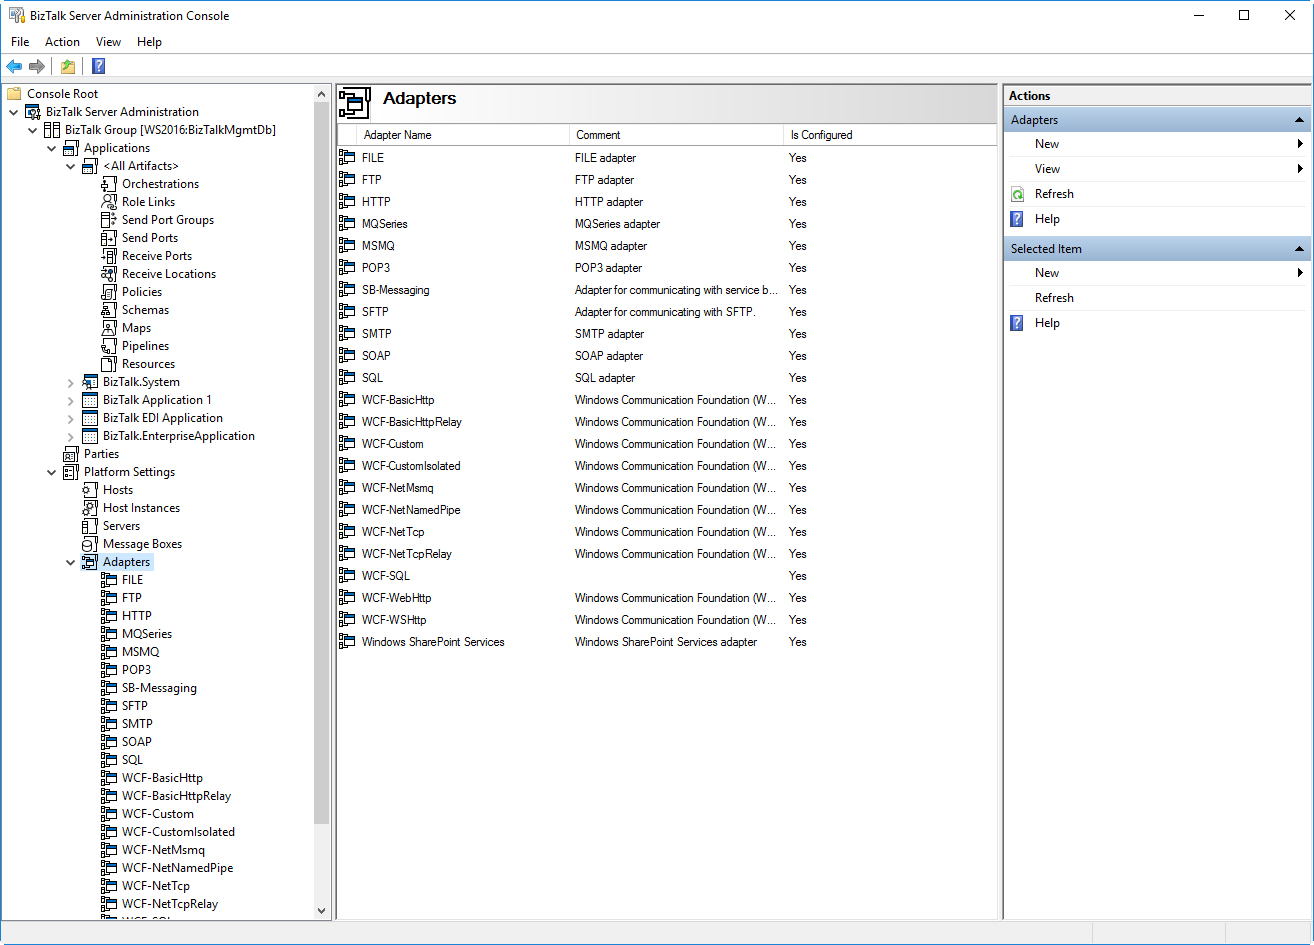 BizTalk Server Administration Console
File Action View Help
Console Root
BizTalk Server Administration
BizTalk Group [WS2016:BizTalkMgmtDb]
Applications
<All Artifacts>
Orchestrations
Role Links
Send Port Groups
Send Ports
Receive Ports
Receive Locations
Policies
Schemas
Maps
Pipelines
Resources
BizTalk.System
BizTalk Application 1
BizTalk EDI Application
BizTalk.EnterpriseApplication
Parties
Platform Settings
Hosts
Host Instances
Servers
Message Boxes
Adapters
FILE
FTP
HTTP
MQSeries
MSMQ
POP3
SB-Messaging
SFTP
SMTP
SOAP
SQL
WCF-BasicHttp
WCF-BasicHttpRelay
WCF-Custom
WCF-CustomIsolated
WCF-NetMsmq
WCF-NetNamedPipe
WCF-NetTcp
WCF-NetTcpRelay
Adapters
Adapter Name Comment Is Configured
FILE FILE adapter Yes
FTP FTP adapter Yes
HTTP HTTP adapter Yes
MQSeries MQSeries adapter Yes
MSMQ MSMQ adapter Yes
POP3 POP3 adapter Yes
SB-Messaging Adapter for communicating with service b... Yes
SFTP Adapter for communicating with SFTP. Yes
SMTP SMTP adapter Yes
SOAP SOAP adapter Yes
SQL SQL adapter Yes
WCF-BasicHttp Windows Communication Foundation (W... Yes
WCF-BasicHttpRelay Windows Communication Foundation (W... Yes
WCF-Custom Windows Communication Foundation (W... Yes
WCF-CustomIsolated Windows Communication Foundation (W... Yes
WCF-NetMsmq Windows Communication Foundation (W... Yes
WCF-NetNamedPipe Windows Communication Foundation (W... Yes
WCF-NetTcp Windows Communication Foundation (W... Yes
WCF-NetTcpRelay Windows Communication Foundation (W... Yes
WCF-SQL Yes
WCF-WebHttp Windows Communication Foundation (W... Yes
WCF-WSHttp Windows Communication Foundation (W... Yes
Windows SharePoint Services Windows SharePoint Services adapter Yes
Actions
Adapters
New
View
Refresh
Help
Selected Item
New
Refresh
Help